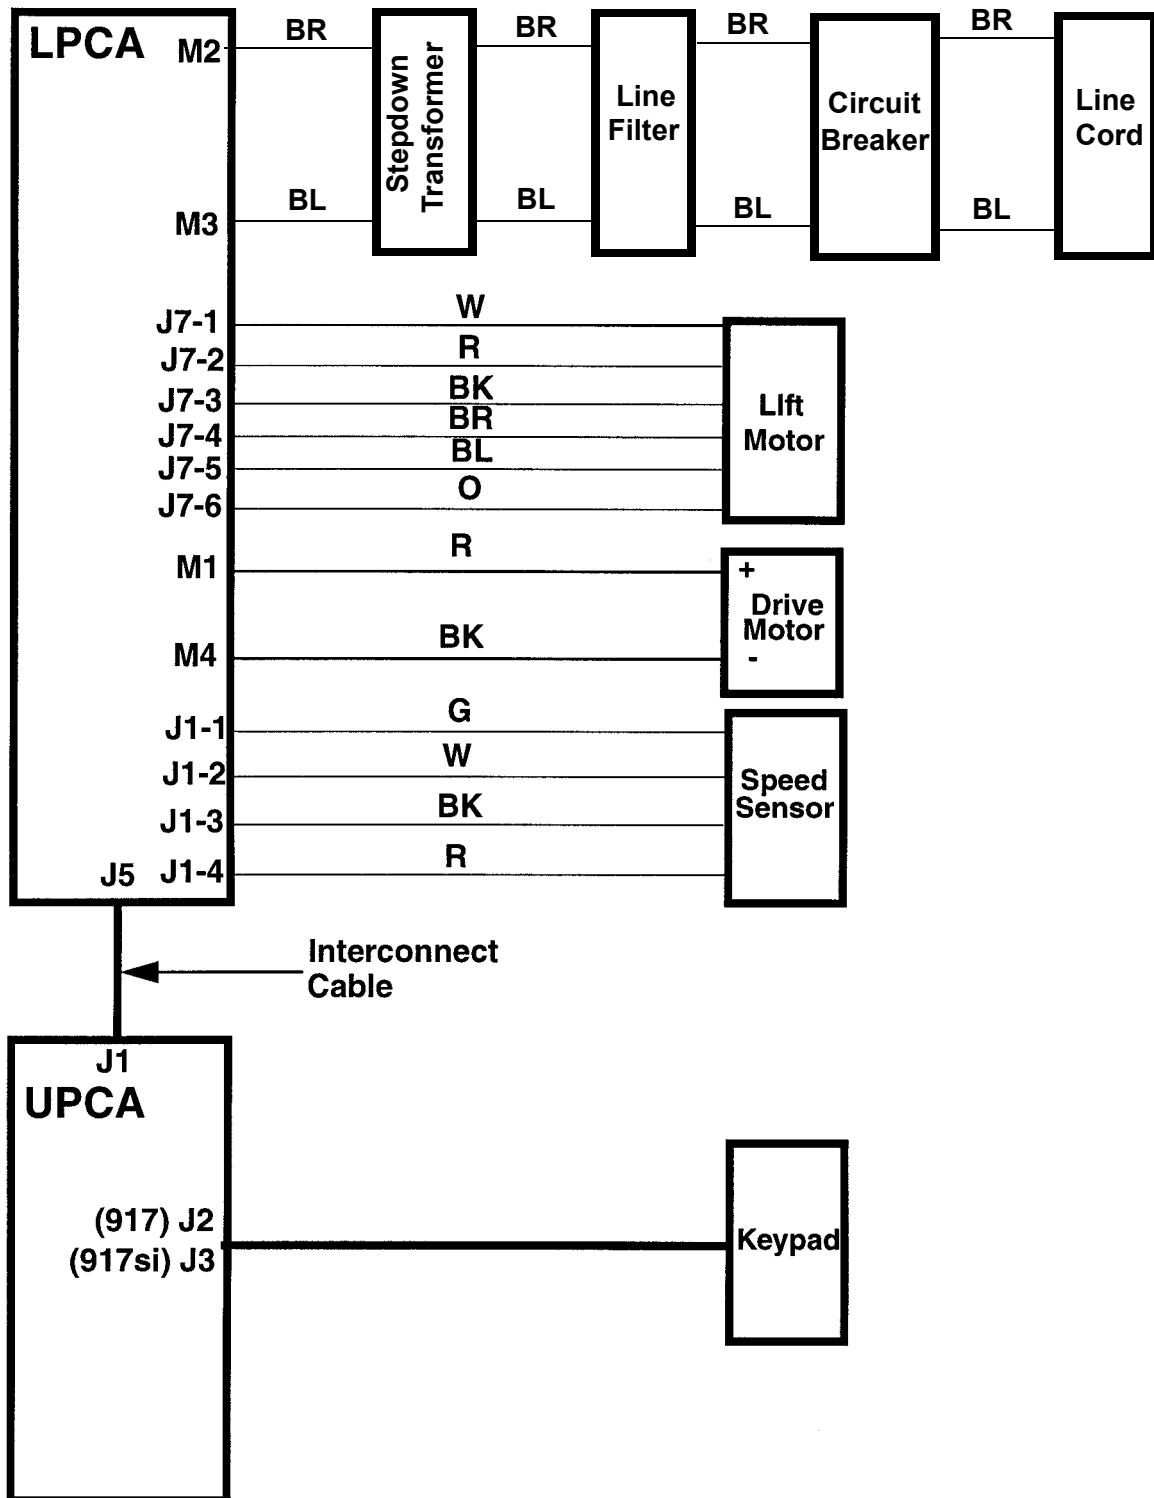 LPCA
M2
BR
BR
BR
BR
Stepdown
Transformer
Line
Filter
Circuit
Breaker
Line
Cord
M3
BL
BL
BL
BL
J7-1
W
J7-2
R
J7-3
BK
J7-4
BR
J7-5
BL
J7-6
O
LIft
Motor
M1
R
+
Drive
Motor
-
M4
BK
J1-1
G
J1-2
W
J1-3
BK
J1-4
R
Speed
Sensor
J5
Interconnect
Cable
J1
UPCA
(917) J2
(917si) J3
Keypad